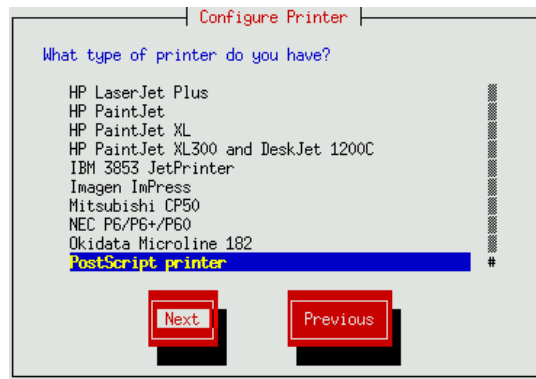 Configure Printer
What type of printer do you have?
HP LaserJet Plus
HP PaintJet
HP PaintJet XL
HP PaintJet XL300 and DeskJet 1200C
IBM 3853 JetPrinter
Imagen ImPress
Mitsubishi CP50
NEC P6/P6+/P60
Okidata Microline 182
PostScript printer #
Next Previous